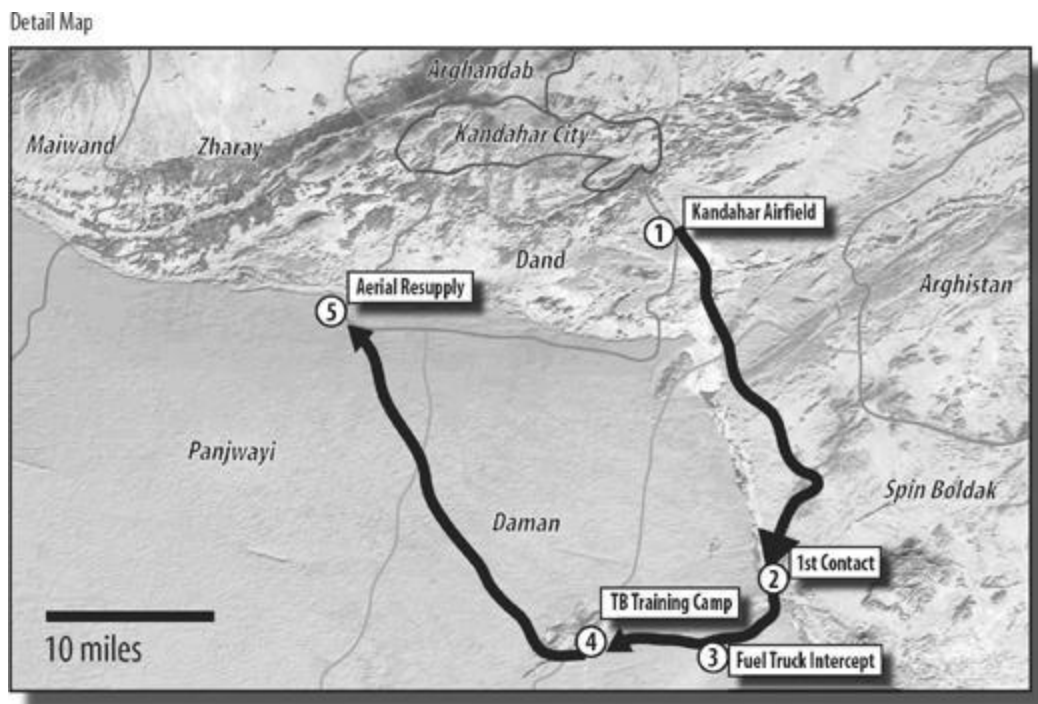 Detail Map
Arghandab
Kandahar City
Maiwand
Zharay
1
Kandahar Airfield
Dand
Aerial Resupply
Arghistan
5
Panjwayi
Spin Boldak
Daman
1st Contact
2
TB Training Camp
10 miles
4
3
Fuel Truck Intercept